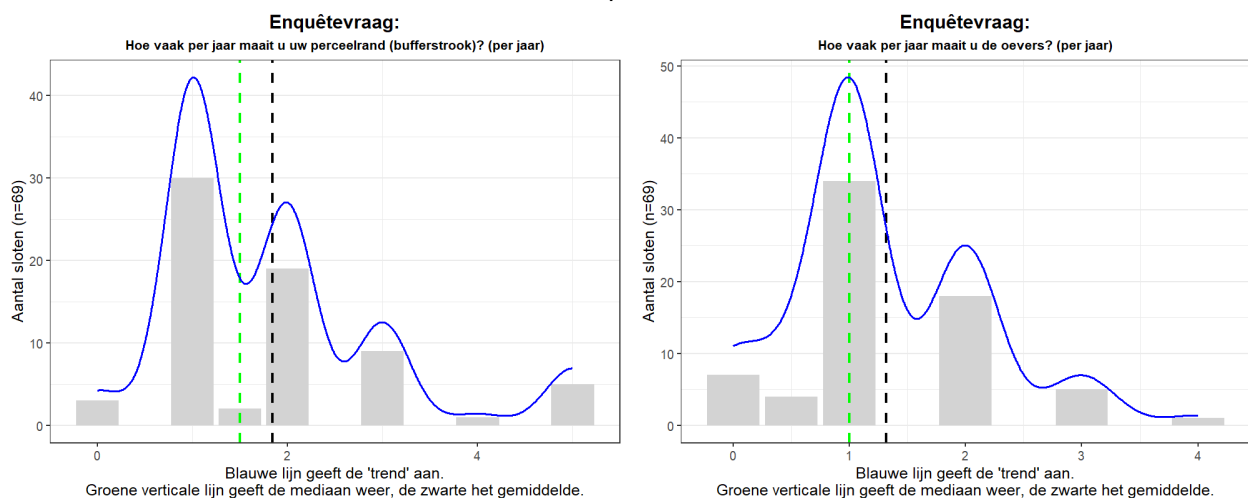 Enquêtevraag:
Hoe vaak per jaar maait u uw perceelrand (bufferstrook)? (per jaar)
Aantal sloten (n=69)
40
30
20
10
0
0
2
4
Blauwe lijn geeft de 'trend' aan.
Groene verticale lijn geeft de mediaan weer, de zwarte het gemiddelde.
Enquêtevraag:
Hoe vaak per jaar maait u de oevers? (per jaar)
Aantal sloten (n=69)
50
40
30
20
10
0
0
1
2
3
4
Blauwe lijn geeft de 'trend' aan.
Groene verticale lijn geeft de mediaan weer, de zwarte het gemiddelde.